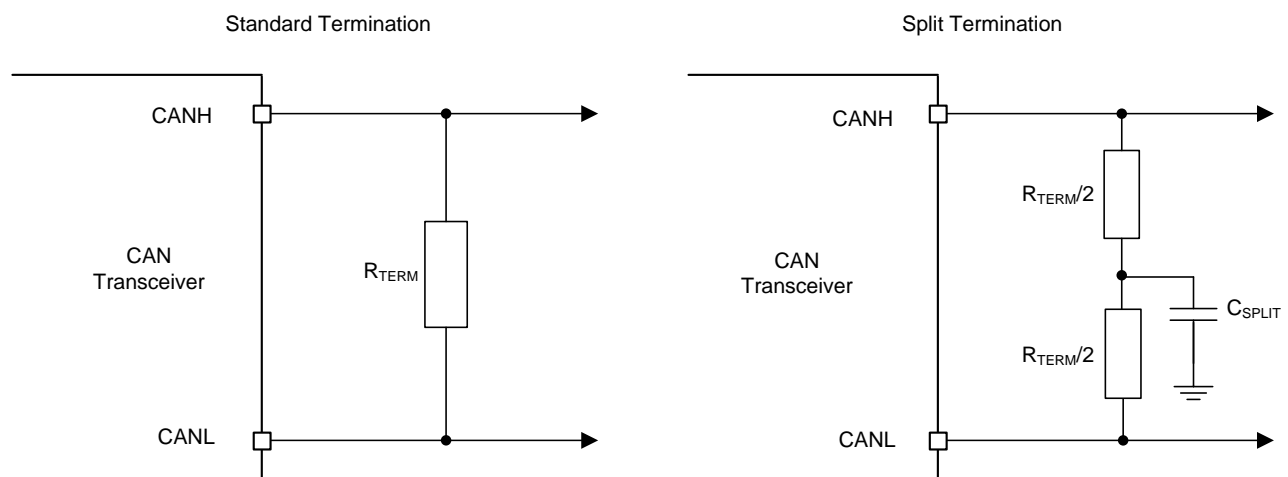 Standard Termination
Split Termination
CANH
CAN
Transceiver
RTERM
CANL
CANH
RTERM/2
CAN
Transceiver
CSPLIT
RTERM/2
CANL